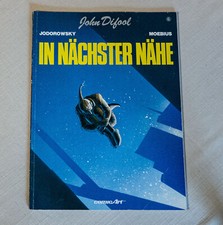 John Difool
JODOROWSKY MOEBIUS
IN NÄCHSTER NÄHE